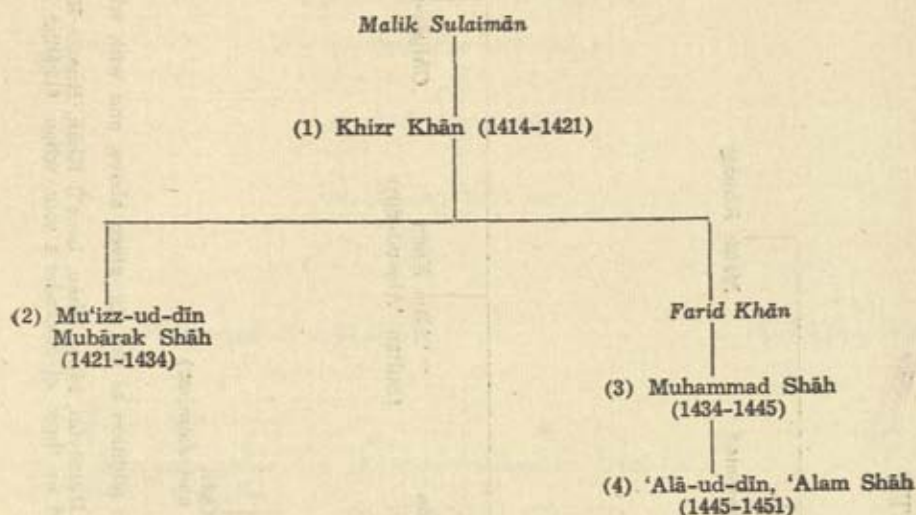 Malik Sulaimān
(1) Khizr Khān (1414-1421)
(2) Mu‘izz-ud-dīn
Mubārak Shāh
(1421-1434)
Farid Khān
(3) Muhammad Shāh
(1434-1445)
(4) ‘Alā-ud-dīn, ‘Alam Shāh
(1445-1451)